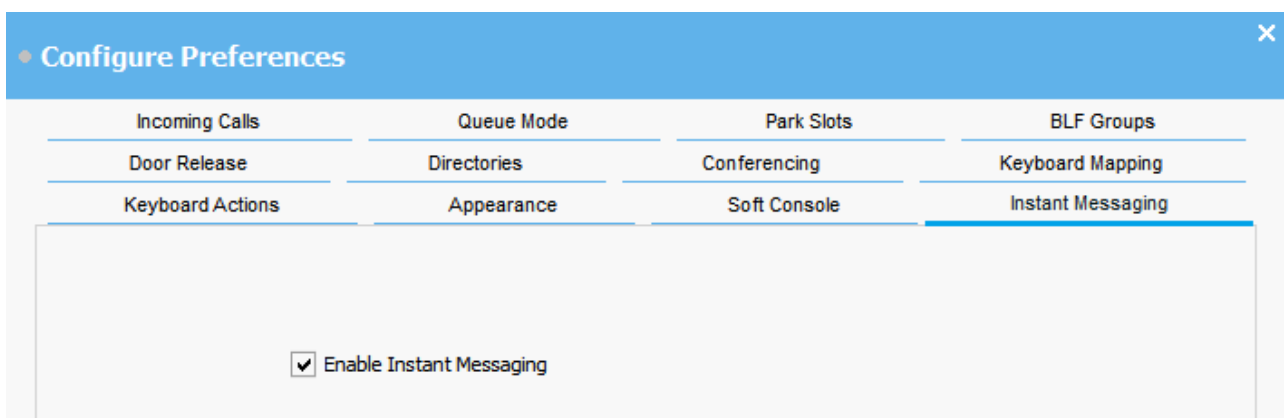 Configure Preferences
Incoming Calls Queue Mode Park Slots BLF Groups
Door Release Directories Conferencing Keyboard Mapping
Keyboard Actions Appearance Soft Console Instant Messaging
Enable Instant Messaging